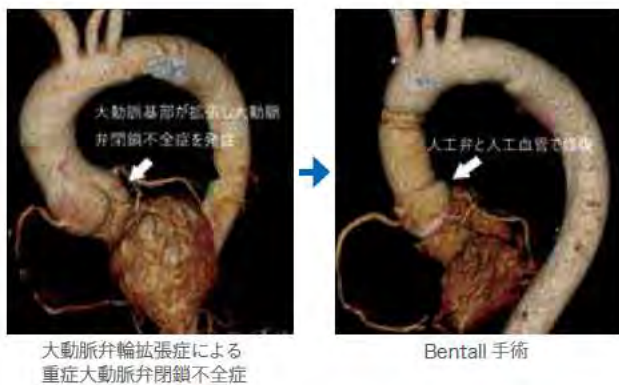 大動脈基部が拡張し大動脈
弁閉鎖不全症を発症
人工弁と人工血管で修復
大動脈弁輪拡張症による
重症大動脈弁閉鎖不全症
Bentall 手術